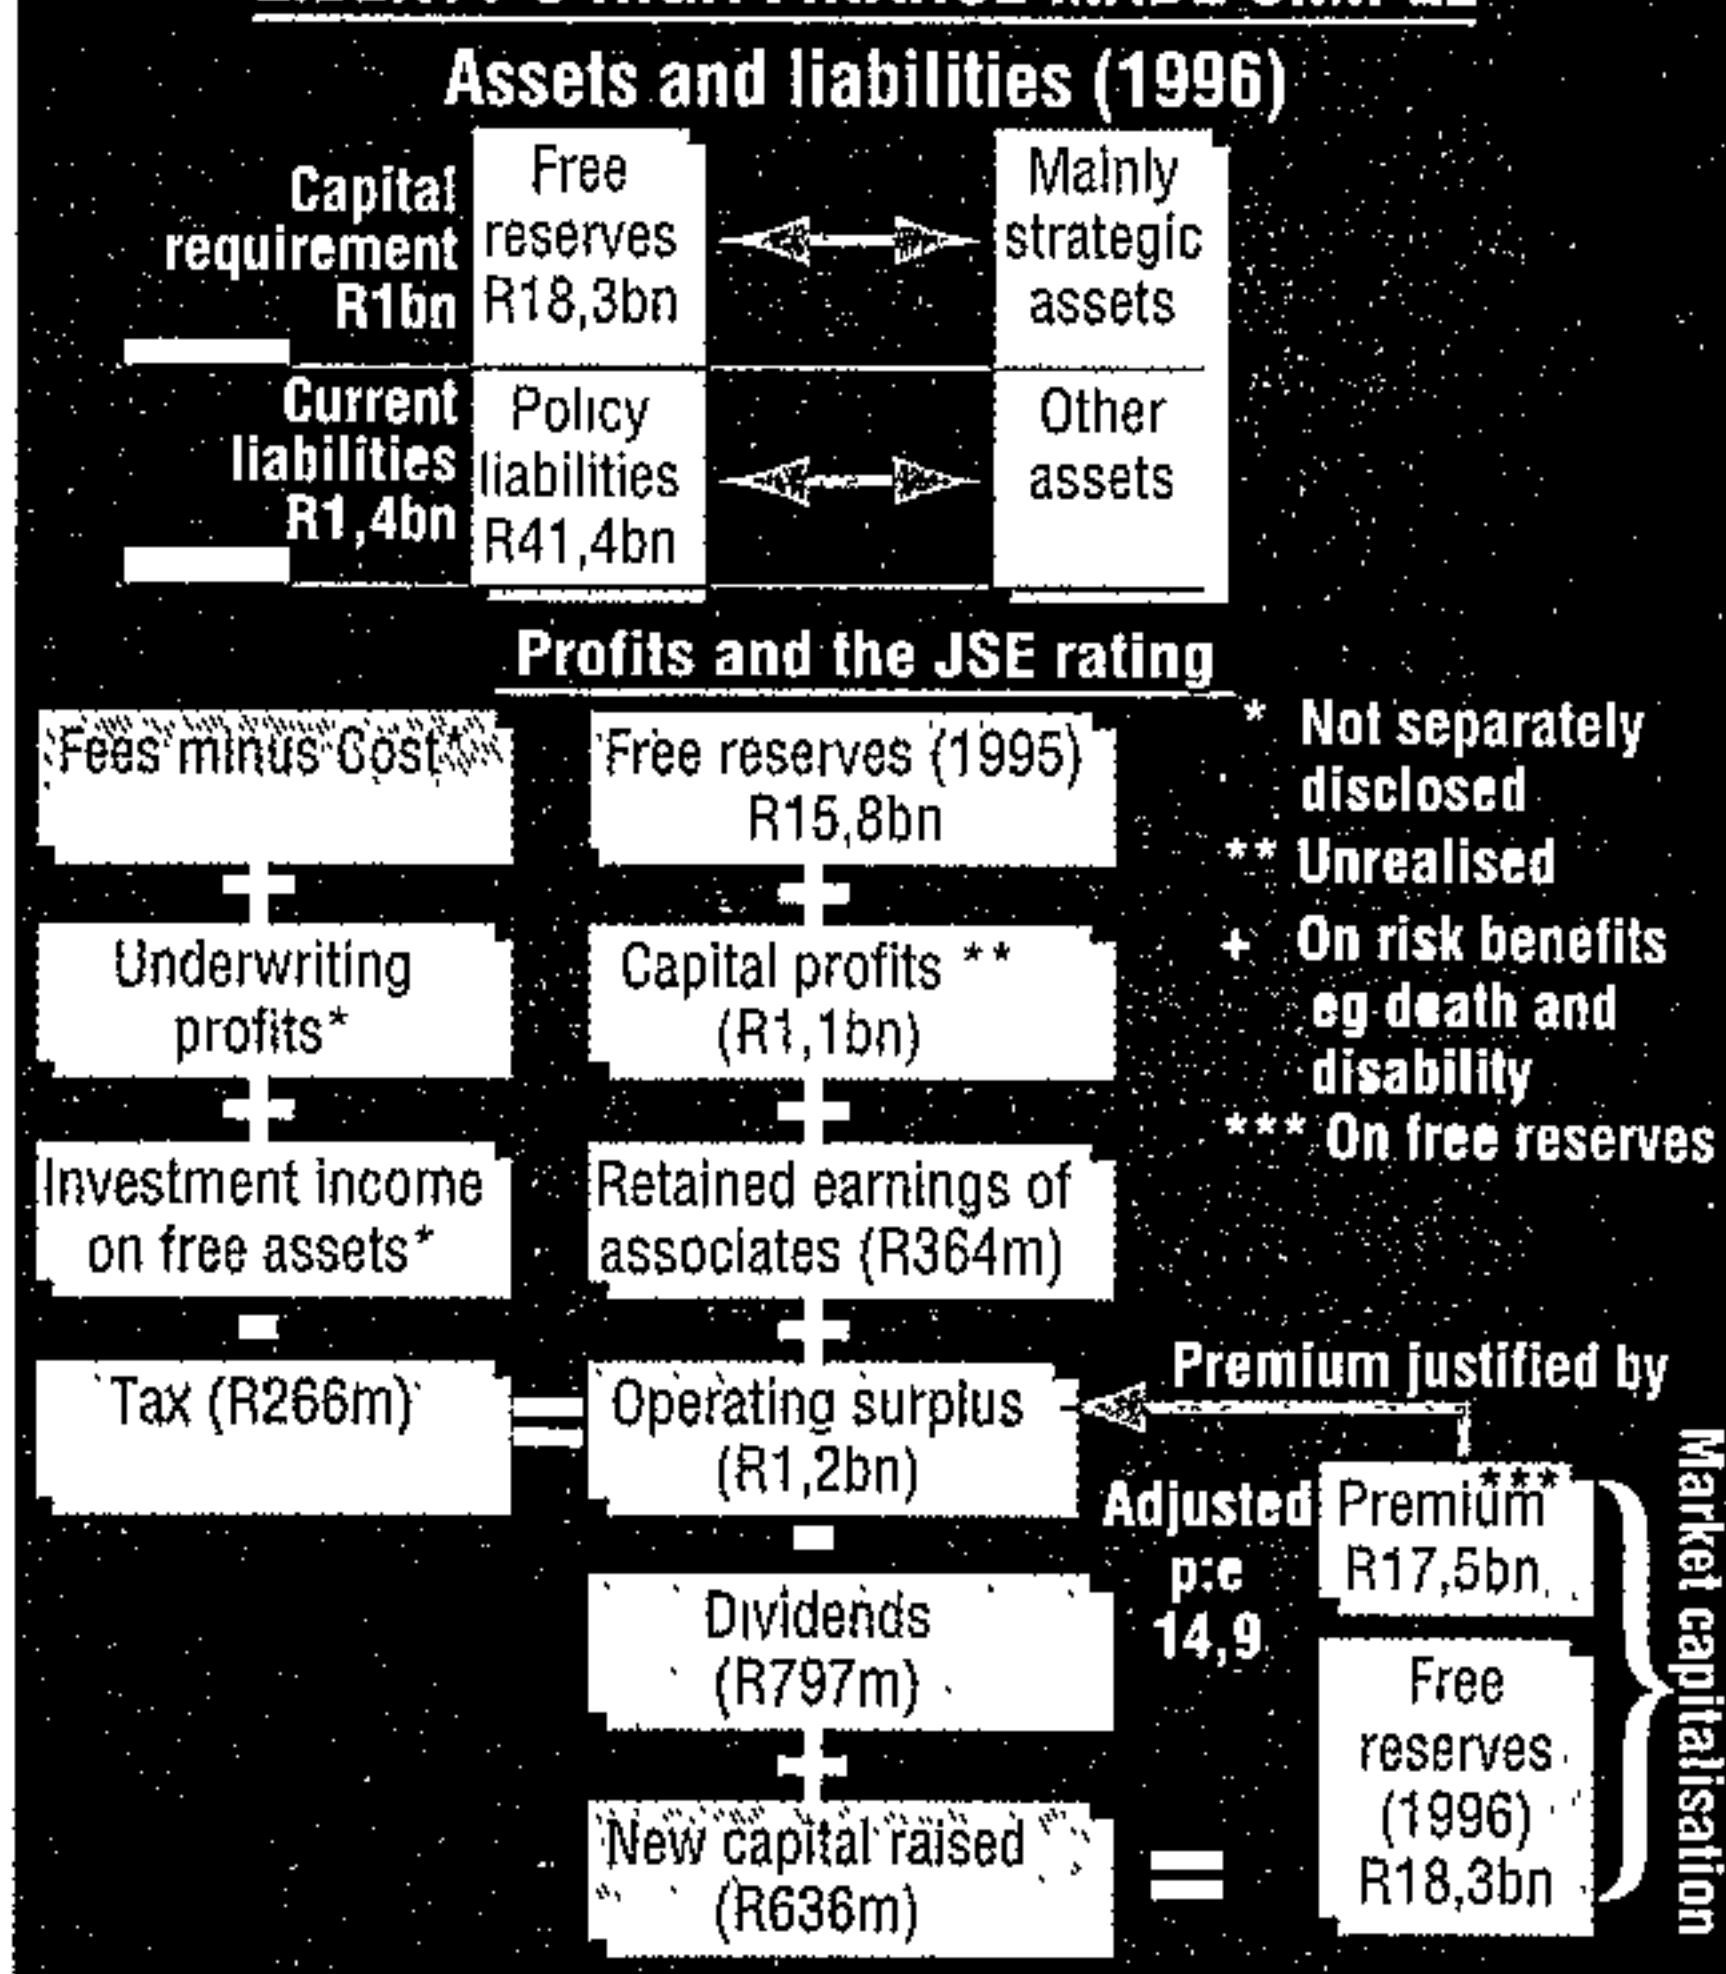 Assets and liabilities (1996)
Capital
requirement
R1bn
Free
reserves
R18,3bn
Mainly
strategic
assets
Current
liabilities
R1,4bn
Policy
liabilities
R41,4bn
Other
assets
Profits and the JSE rating
Fees minus Cost*
Free reserves (1995)
R15,8bn
* Not separately
disclosed
** Unrealised
+ On risk benefits
eg death and
disability
*** On free reserves
+
+
Underwriting
profits*
Capital profits **
(R1,1bn)
+
+
Investment income
on free assets*
Retained earnings of
associates (R364m)
-
+
Tax (R266m)
=
Operating surplus
(R1,2bn)
Premium justified by
-
Adjusted
p:e
14,9
Premium***
R17,5bn
Dividends
(R797m)
+
New capital raised
(R636m)
=
Free
reserves
(1996)
R18,3bn
Market capitalisation